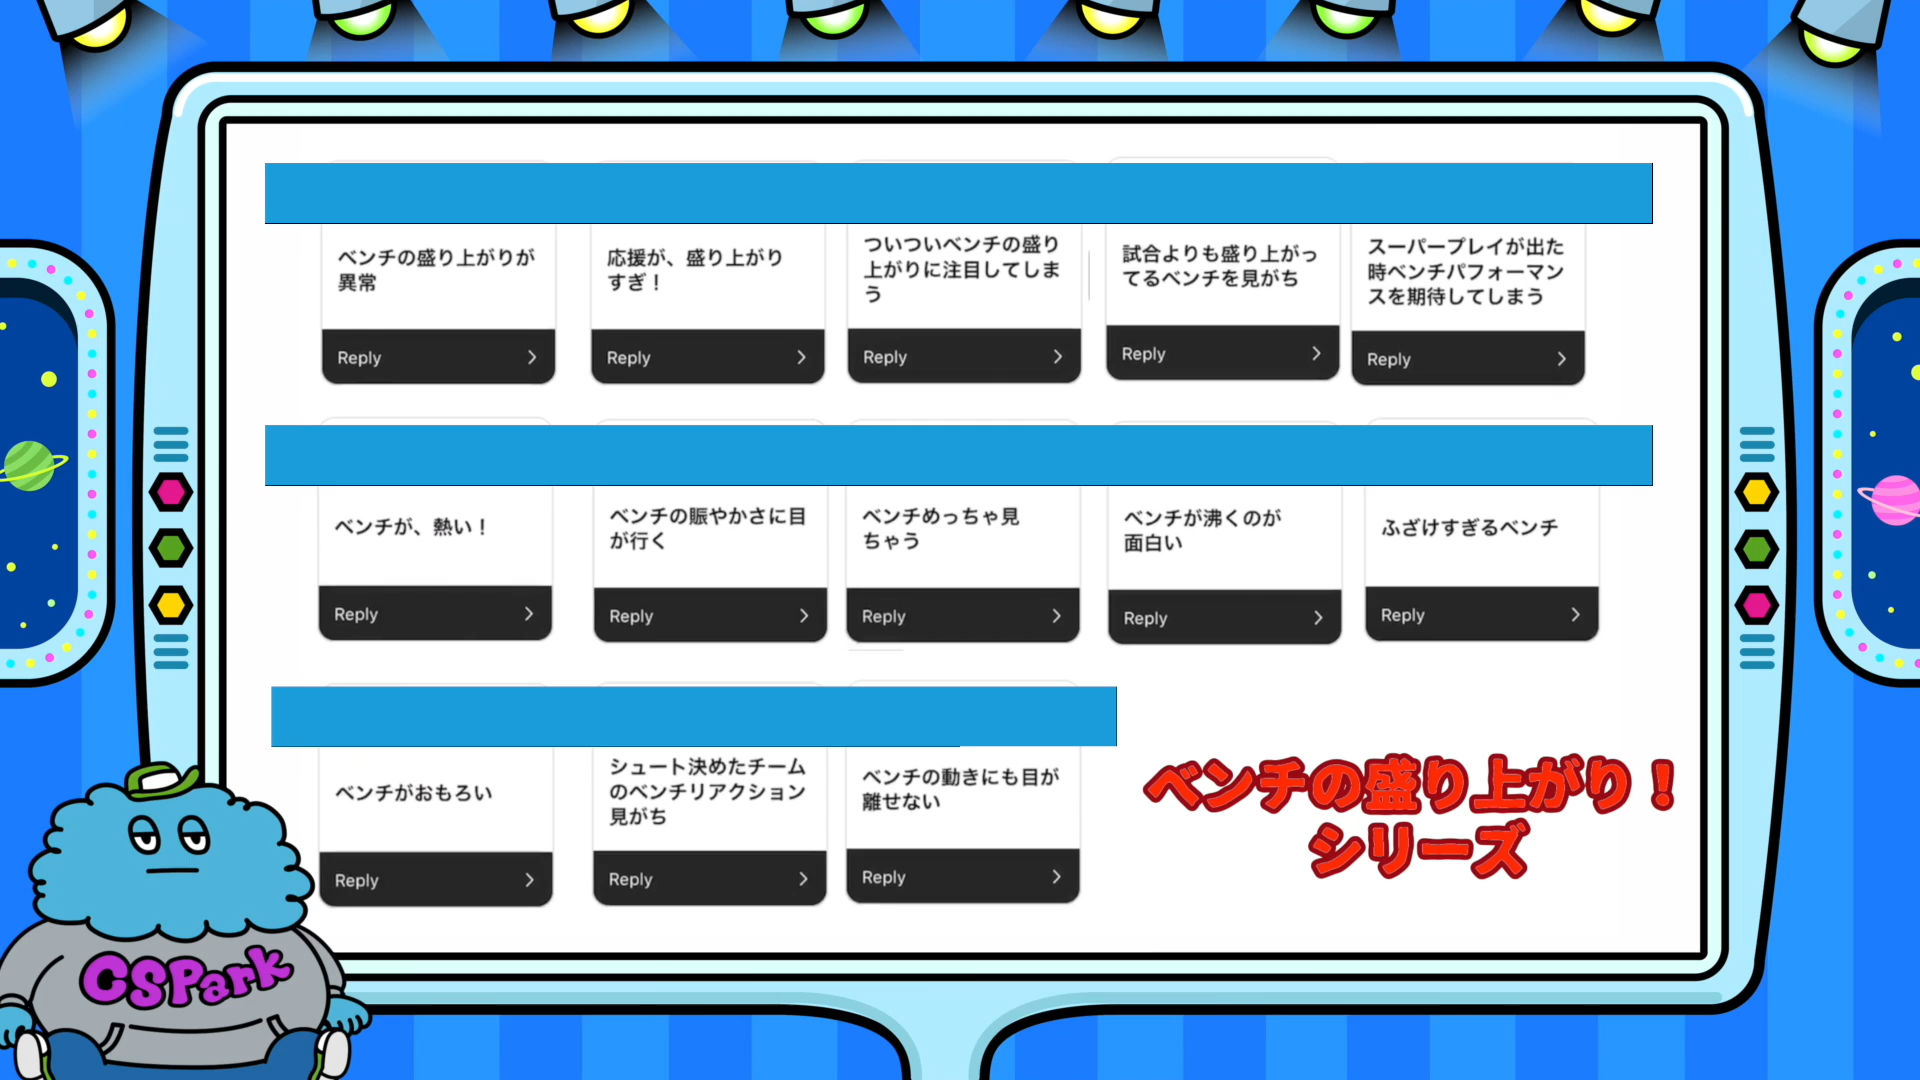 ベンチの盛り上がりが
異常
Reply
応援が、盛り上がり
すぎ！
Reply
ついついベンチの盛り
上がりに注目してしま
う
Reply
試合よりも盛り上がっ
てるベンチを見がち
Reply
スーパープレイが出た
時ベンチパフォーマン
スを期待してしまう
Reply
ベンチが、熱い！
Reply
ベンチの賑やかさに目
が行く
Reply
ベンチめっちゃ見
ちゃう
Reply
ベンチが沸くのが
面白い
Reply
ふざけすぎるベンチ
Reply
ベンチがおもろい
Reply
シュート決めたチーム
のベンチリアクション
見がち
Reply
ベンチの動きにも目が
離せない
Reply
ベンチの盛り上がり！
シリーズ
CSPark